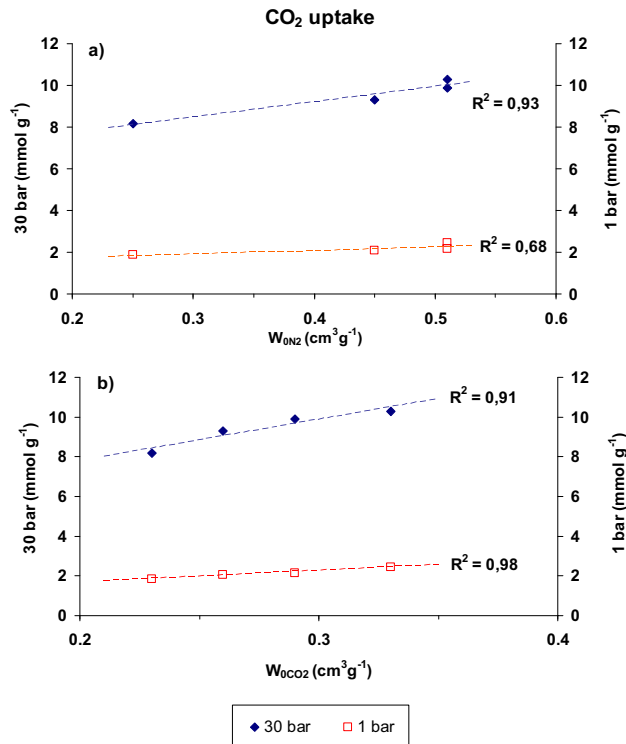 CO₂ uptake
a)
12
10
8
6
4
2
0
30 bar (mmol g⁻¹)
12
10
8
6
4
2
0
1 bar (mmol g⁻¹)
R² = 0,93
R² = 0,68
0.2 0.3 0.4 0.5 0.6
W₀N₂ (cm³g⁻¹)
b)
12
10
8
6
4
2
0
30 bar (mmol g⁻¹)
12
10
8
6
4
2
0
1 bar (mmol g⁻¹)
R² = 0,91
R² = 0,98
0.2 0.3 0.4
W₀CO₂ (cm³g⁻¹)
30 bar 1 bar